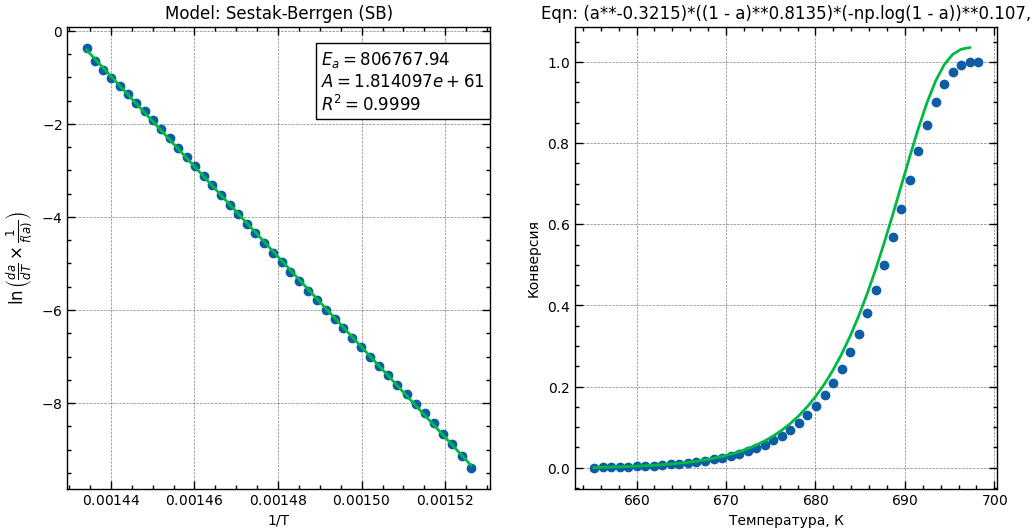 Model: Sestak-Berrgen (SB)
E_a = 806767.94
A = 1.814097e + 61
R^2 = 0.9999
ln (da/dT × 1/f(a))
0
−2
−4
−6
−8
0.00144
0.00146
0.00148
0.00150
0.00152
1/T
Eqn: (a**-0.3215)*((1 - a)**0.8135)*(-np.log(1 - a))**0.107,
Конверсия
1.0
0.8
0.6
0.4
0.2
0.0
660
670
680
690
700
Температура, К